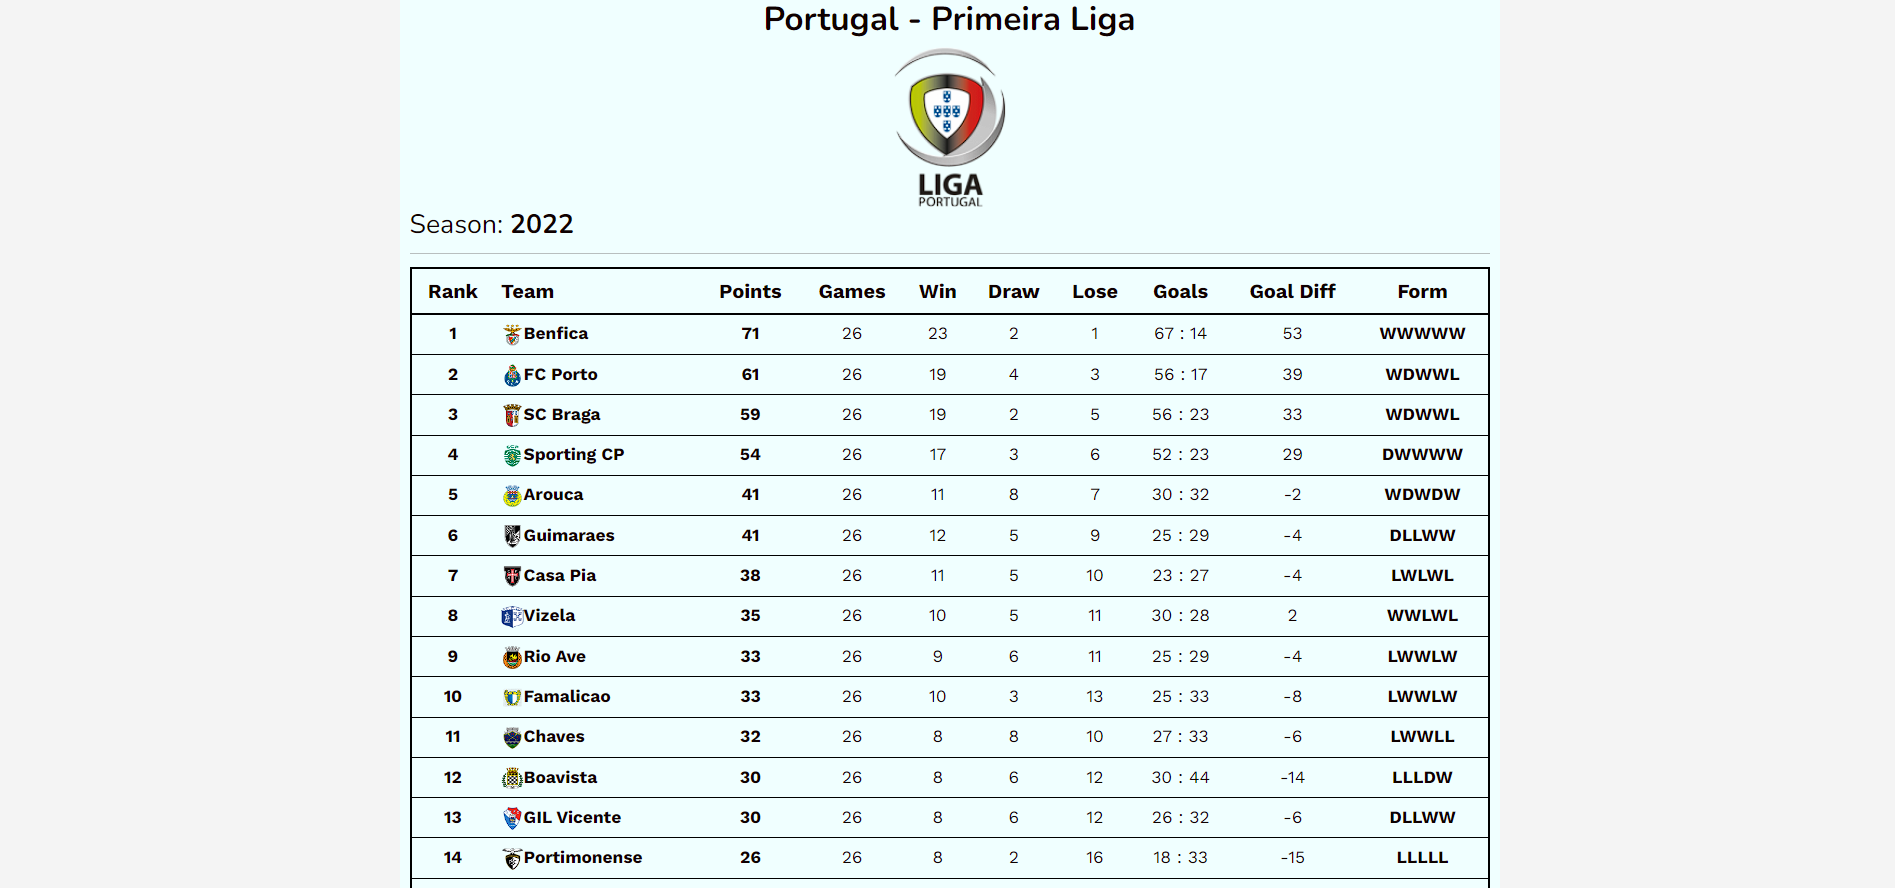 Portugal - Primeira Liga
LIGA
PORTUGAL
Season: 2022
Rank Team Points Games Win Draw Lose Goals Goal Diff Form
1 Benfica 71 26 23 2 1 67 : 14 53 WWWWW
2 FC Porto 61 26 19 4 3 56 : 17 39 WDWWL
3 SC Braga 59 26 19 2 5 56 : 23 33 WDWWL
4 Sporting CP 54 26 17 3 6 52 : 23 29 DWWWW
5 Arouca 41 26 11 8 7 30 : 32 -2 WDWDW
6 Guimaraes 41 26 12 5 9 25 : 29 -4 DLLWW
7 Casa Pia 38 26 11 5 10 23 : 27 -4 LWLWL
8 Vizela 35 26 10 5 11 30 : 28 2 WWLWL
9 Rio Ave 33 26 9 6 11 25 : 29 -4 LWWLW
10 Famalicao 33 26 10 3 13 25 : 33 -8 LWWLW
11 Chaves 32 26 8 8 10 27 : 33 -6 LWWLL
12 Boavista 30 26 8 6 12 30 : 44 -14 LLLDW
13 GIL Vicente 30 26 8 6 12 26 : 32 -6 DLLWW
14 Portimonense 26 26 8 2 16 18 : 33 -15 LLLLL